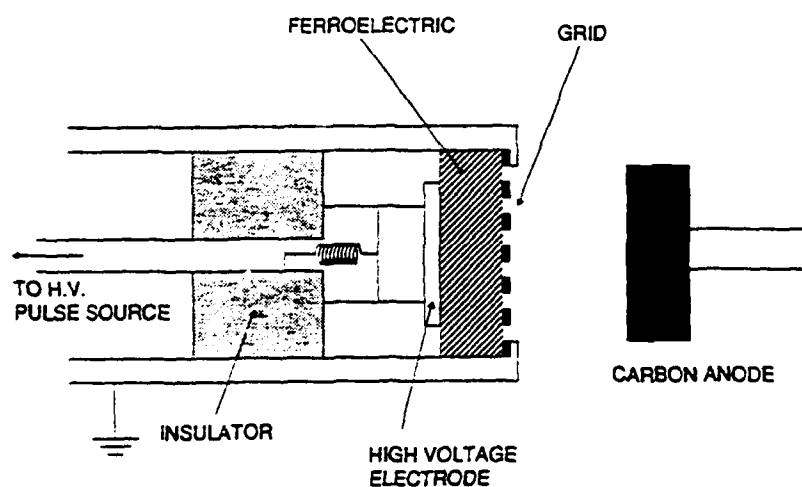 FERROELECTRIC
GRID
TO H.V.
PULSE SOURCE
CARBON ANODE
INSULATOR
HIGH VOLTAGE
ELECTRODE